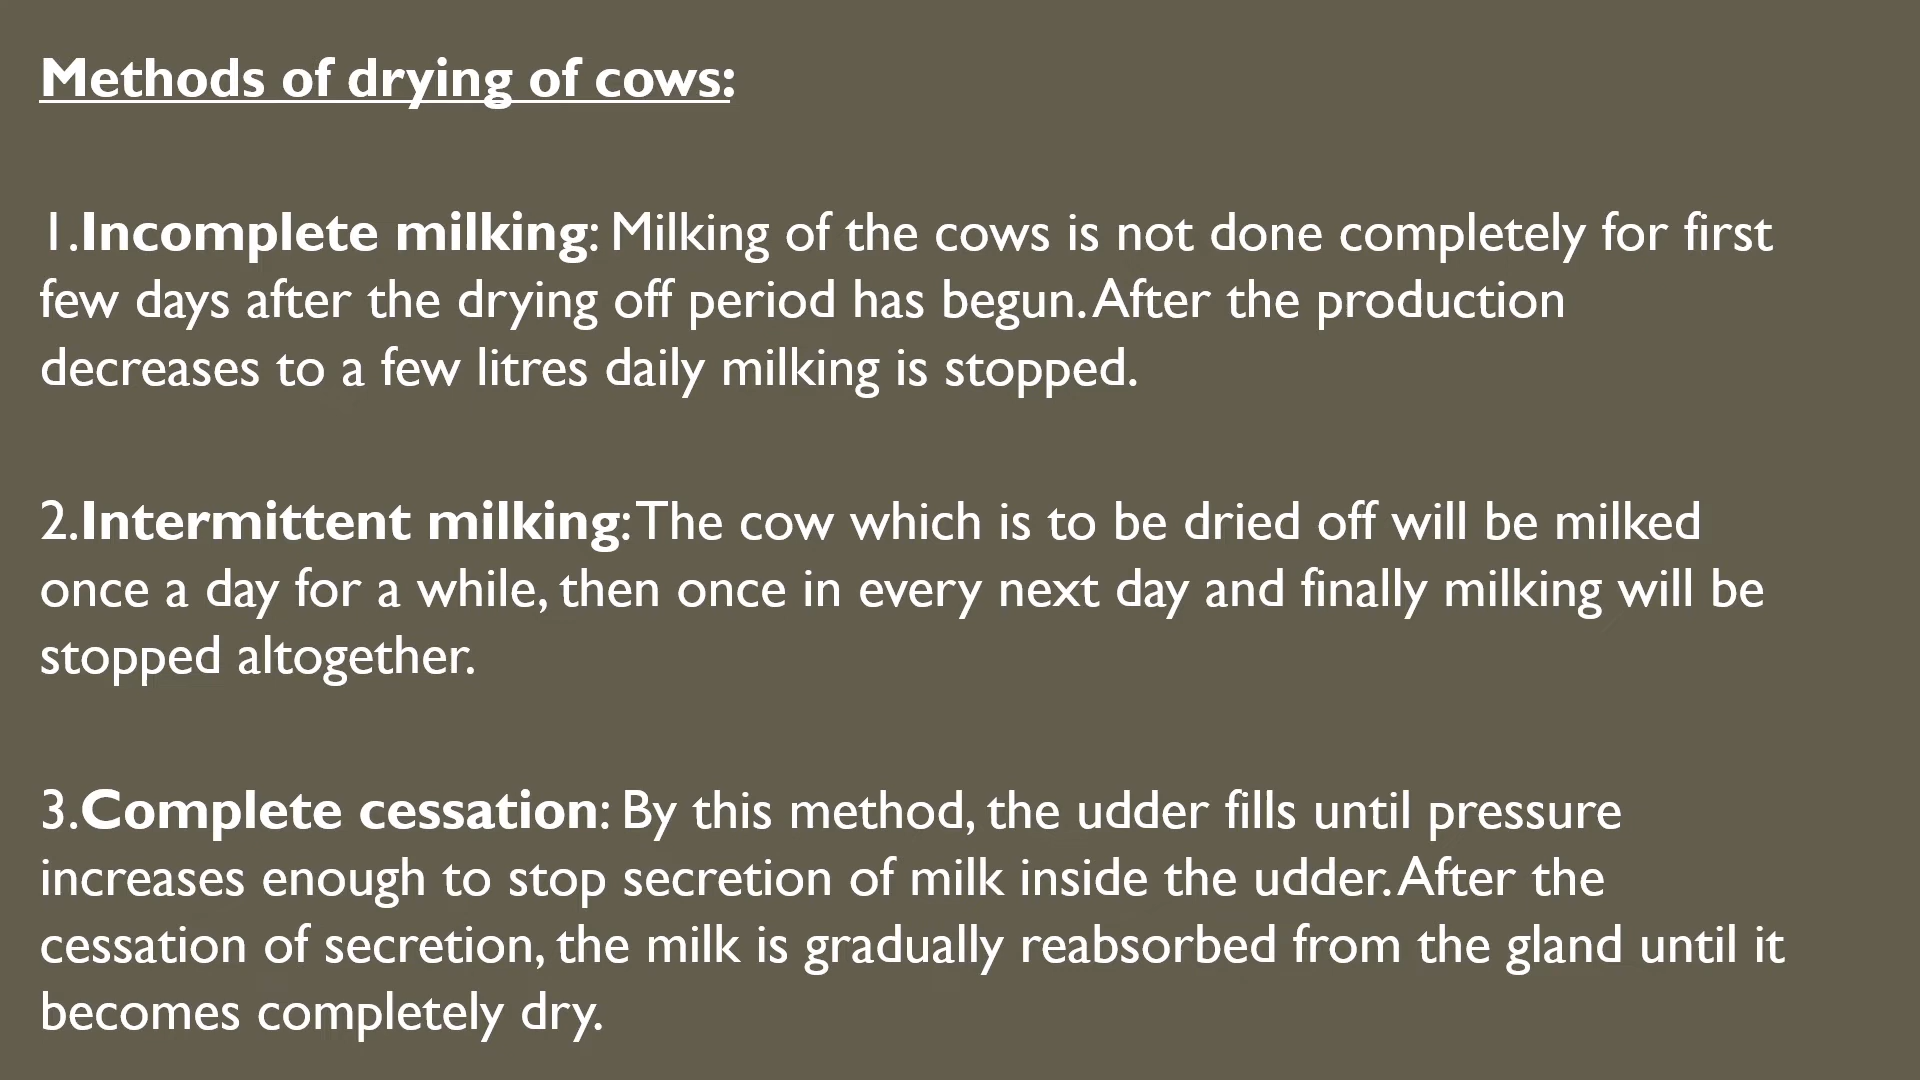 Methods of drying of cows:
1.Incomplete milking: Milking of the cows is not done completely for first
few days after the drying off period has begun. After the production
decreases to a few litres daily milking is stopped.
2.Intermittent milking: The cow which is to be dried off will be milked
once a day for a while, then once in every next day and finally milking will be
stopped altogether.
3.Complete cessation: By this method, the udder fills until pressure
increases enough to stop secretion of milk inside the udder. After the
cessation of secretion, the milk is gradually reabsorbed from the gland until it
becomes completely dry.